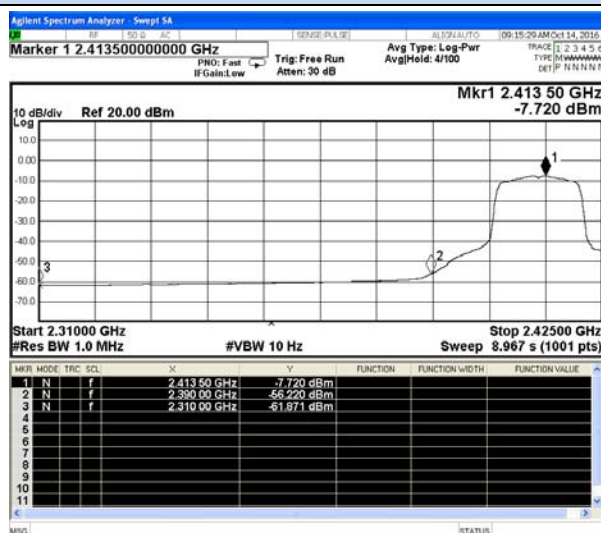 Agilent Spectrum Analyzer - Swept SA
RF 50 Ω AC SENSE:PULSE ALIGNAUTO 09:15:29 AM Oct 14, 2016
Marker 1 2.413500000000 GHz
PNO: Fast
IFGain:Low
Trig: Free Run
Atten: 30 dB
Avg Type: Log-Pwr
Avg|Hold: 4/100
TRACE 1 2 3 4 5 6
TYPE M
DET P N N N N
Mkr1 2.413 50 GHz
-7.720 dBm
10 dB/div Ref 20.00 dBm
Log
10.0
0.00
-10.0
-20.0
-30.0
-40.0
-50.0
-60.0
-70.0
1
2
3
Start 2.31000 GHz Stop 2.42500 GHz
#Res BW 1.0 MHz #VBW 10 Hz Sweep 8.967 s (1001 pts)
MKR MODE TRC SCL X Y FUNCTION FUNCTION WIDTH FUNCTION VALUE
1 N f 2.413 50 GHz -7.720 dBm
2 N f 2.390 00 GHz -56.220 dBm
3 N f 2.310 00 GHz -61.871 dBm
4
5
6
7
8
9
10
11
MSG STATUS